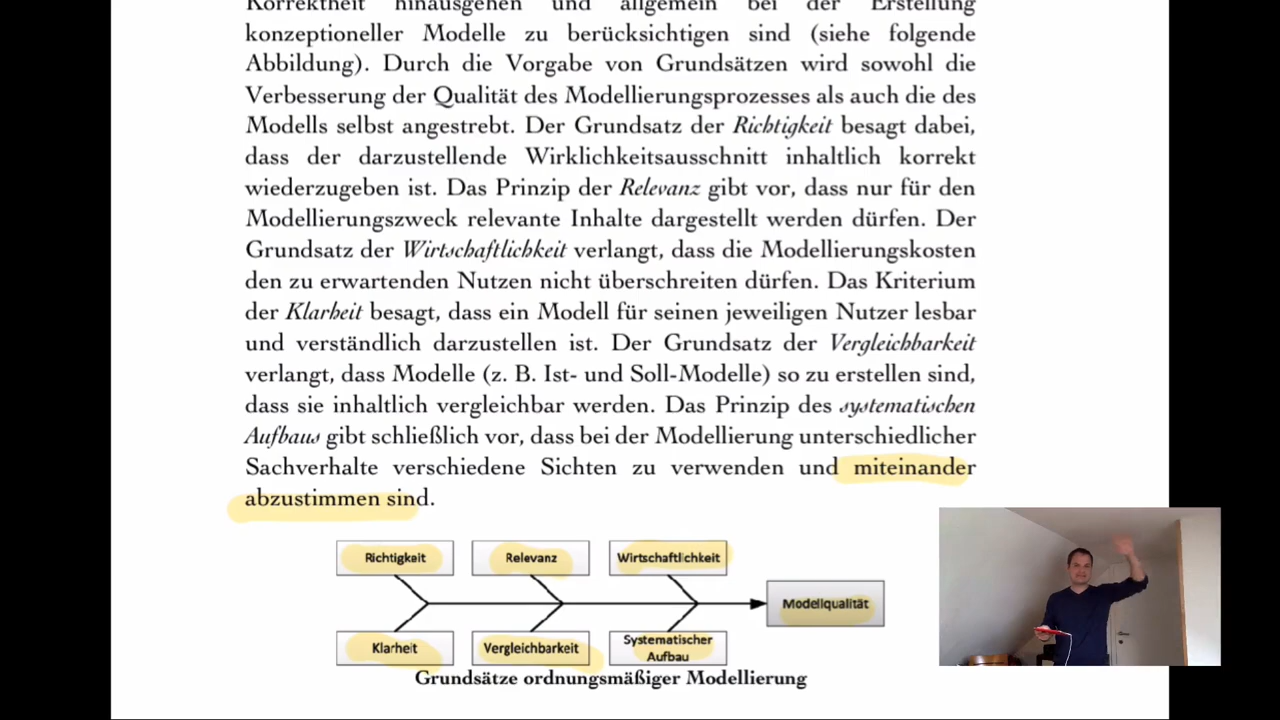 Korrektheit hinausgehen und allgemein bei der Erstellung
konzeptioneller Modelle zu berücksichtigen sind (siehe folgende
Abbildung). Durch die Vorgabe von Grundsätzen wird sowohl die
Verbesserung der Qualität des Modellierungsprozesses als auch die des
Modells selbst angestrebt. Der Grundsatz der Richtigkeit besagt dabei,
dass der darzustellende Wirklichkeitsausschnitt inhaltlich korrekt
wiederzugeben ist. Das Prinzip der Relevanz gibt vor, dass nur für den
Modellierungszweck relevante Inhalte dargestellt werden dürfen. Der
Grundsatz der Wirtschaftlichkeit verlangt, dass die Modellierungskosten
den zu erwartenden Nutzen nicht überschreiten dürfen. Das Kriterium
der Klarheit besagt, dass ein Modell für seinen jeweiligen Nutzer lesbar
und verständlich darzustellen ist. Der Grundsatz der Vergleichbarkeit
verlangt, dass Modelle (z. B. Ist- und Soll-Modelle) so zu erstellen sind,
dass sie inhaltlich vergleichbar werden. Das Prinzip des systematischen
Aufbaus gibt schließlich vor, dass bei der Modellierung unterschiedlicher
Sachverhalte verschiedene Sichten zu verwenden und miteinander
abzustimmen sind.
Richtigkeit
Relevanz
Wirtschaftlichkeit
Modellqualität
Klarheit
Vergleichbarkeit
Systematischer
Aufbau
Grundsätze ordnungsmäßiger Modellierung